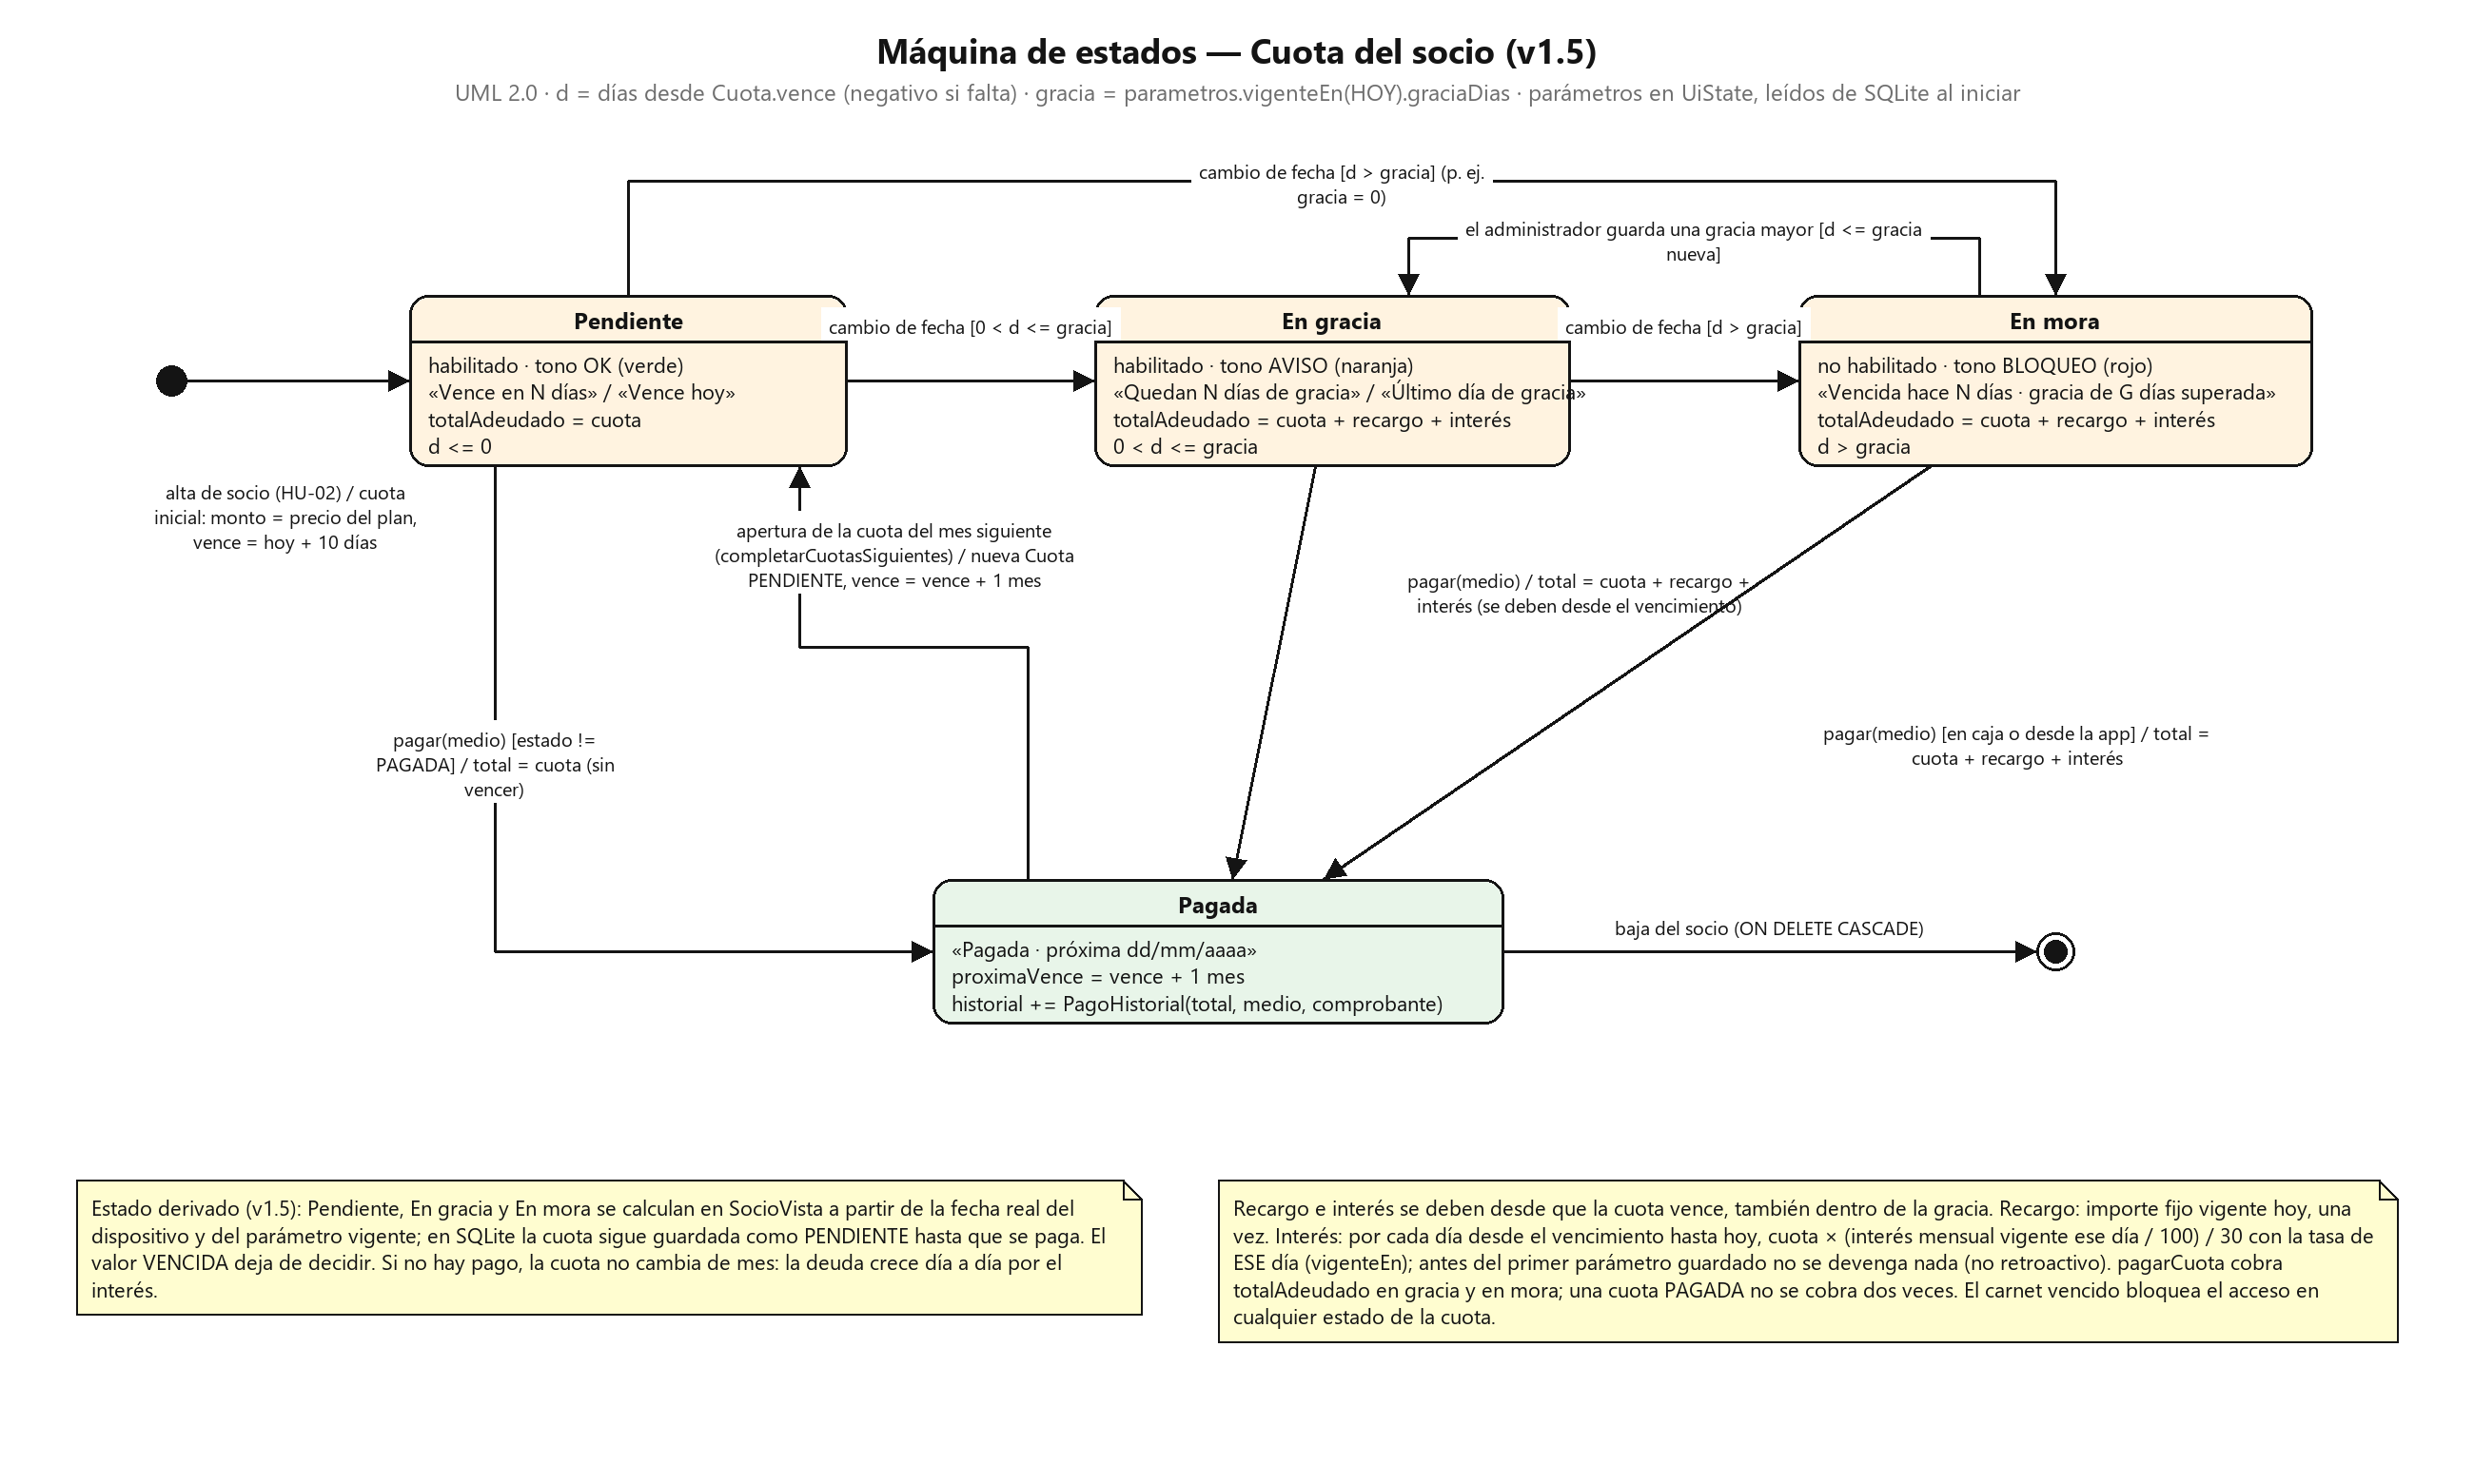 Máquina de estados — Cuota del socio (v1.5)
UML 2.0 · d = días desde Cuota.vence (negativo si falta) · gracia = parametros.vigenteEn(HOY).graciaDias · parámetros en UiState, leídos de SQLite al iniciar
cambio de fecha [d > gracia] (p. ej.
gracia = 0)
el administrador guarda una gracia mayor [d <= gracia
nueva]
Pendiente
habilitado · tono OK (verde)
«Vence en N días» / «Vence hoy»
totalAdeudado = cuota
d <= 0
cambio de fecha [0 < d <= gracia]
En gracia
habilitado · tono AVISO (naranja)
«Quedan N días de gracia» / «Último día de gracia»
totalAdeudado = cuota + recargo + interés
0 < d <= gracia
cambio de fecha [d > gracia]
En mora
no habilitado · tono BLOQUEO (rojo)
«Vencida hace N días · gracia de G días superada»
totalAdeudado = cuota + recargo + interés
d > gracia
alta de socio (HU-02) / cuota
inicial: monto = precio del plan,
vence = hoy + 10 días
apertura de la cuota del mes siguiente
(completarCuotasSiguientes) / nueva Cuota
PENDIENTE, vence = vence + 1 mes
pagar(medio) / total = cuota + recargo +
interés (se deben desde el vencimiento)
pagar(medio) [estado !=
PAGADA] / total = cuota (sin
vencer)
pagar(medio) [en caja o desde la app] / total =
cuota + recargo + interés
Pagada
«Pagada · próxima dd/mm/aaaa»
proximaVence = vence + 1 mes
historial += PagoHistorial(total, medio, comprobante)
baja del socio (ON DELETE CASCADE)
Estado derivado (v1.5): Pendiente, En gracia y En mora se calculan en SocioVista a partir de la fecha real del
dispositivo y del parámetro vigente; en SQLite la cuota sigue guardada como PENDIENTE hasta que se paga. El
valor VENCIDA deja de decidir. Si no hay pago, la cuota no cambia de mes: la deuda crece día a día por el
interés.
Recargo e interés se deben desde que la cuota vence, también dentro de la gracia. Recargo: importe fijo vigente hoy, una
vez. Interés: por cada día desde el vencimiento hasta hoy, cuota × (interés mensual vigente ese día / 100) / 30 con la tasa de
ESE día (vigenteEn); antes del primer parámetro guardado no se devenga nada (no retroactivo). pagarCuota cobra
totalAdeudado en gracia y en mora; una cuota PAGADA no se cobra dos veces. El carnet vencido bloquea el acceso en
cualquier estado de la cuota.